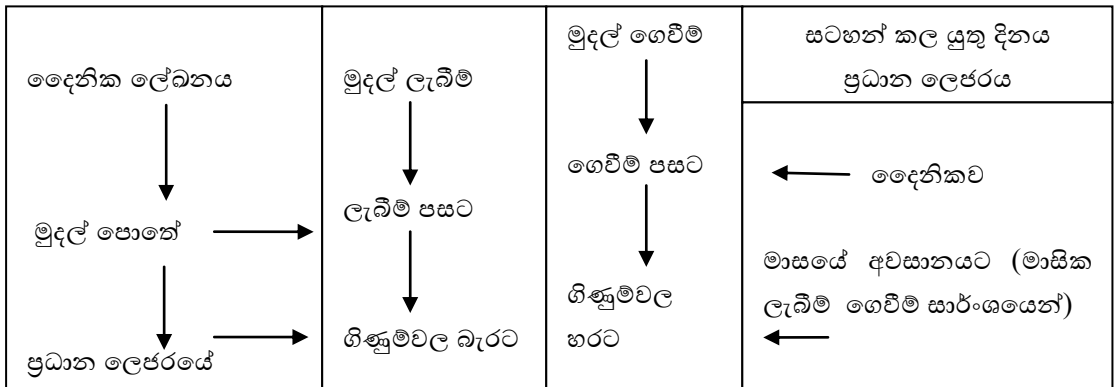 දෛනික ලේඛනය
මුදල් පොතේ
ප්‍රධාන ලෙජරයේ
මුදල් ලැබීම්
ලැබීම් පසට
ගිණුම්වල බැරට
මුදල් ගෙවීම්
ගෙවීම් පසට
ගිණුම්වල
හරට
සටහන් කල යුතු දිනය
ප්‍රධාන ලෙජරය
දෛනිකව
මාසයේ අවසානයට (මාසික
ලැබීම් ගෙවීම් සාර්ංශයෙන්)